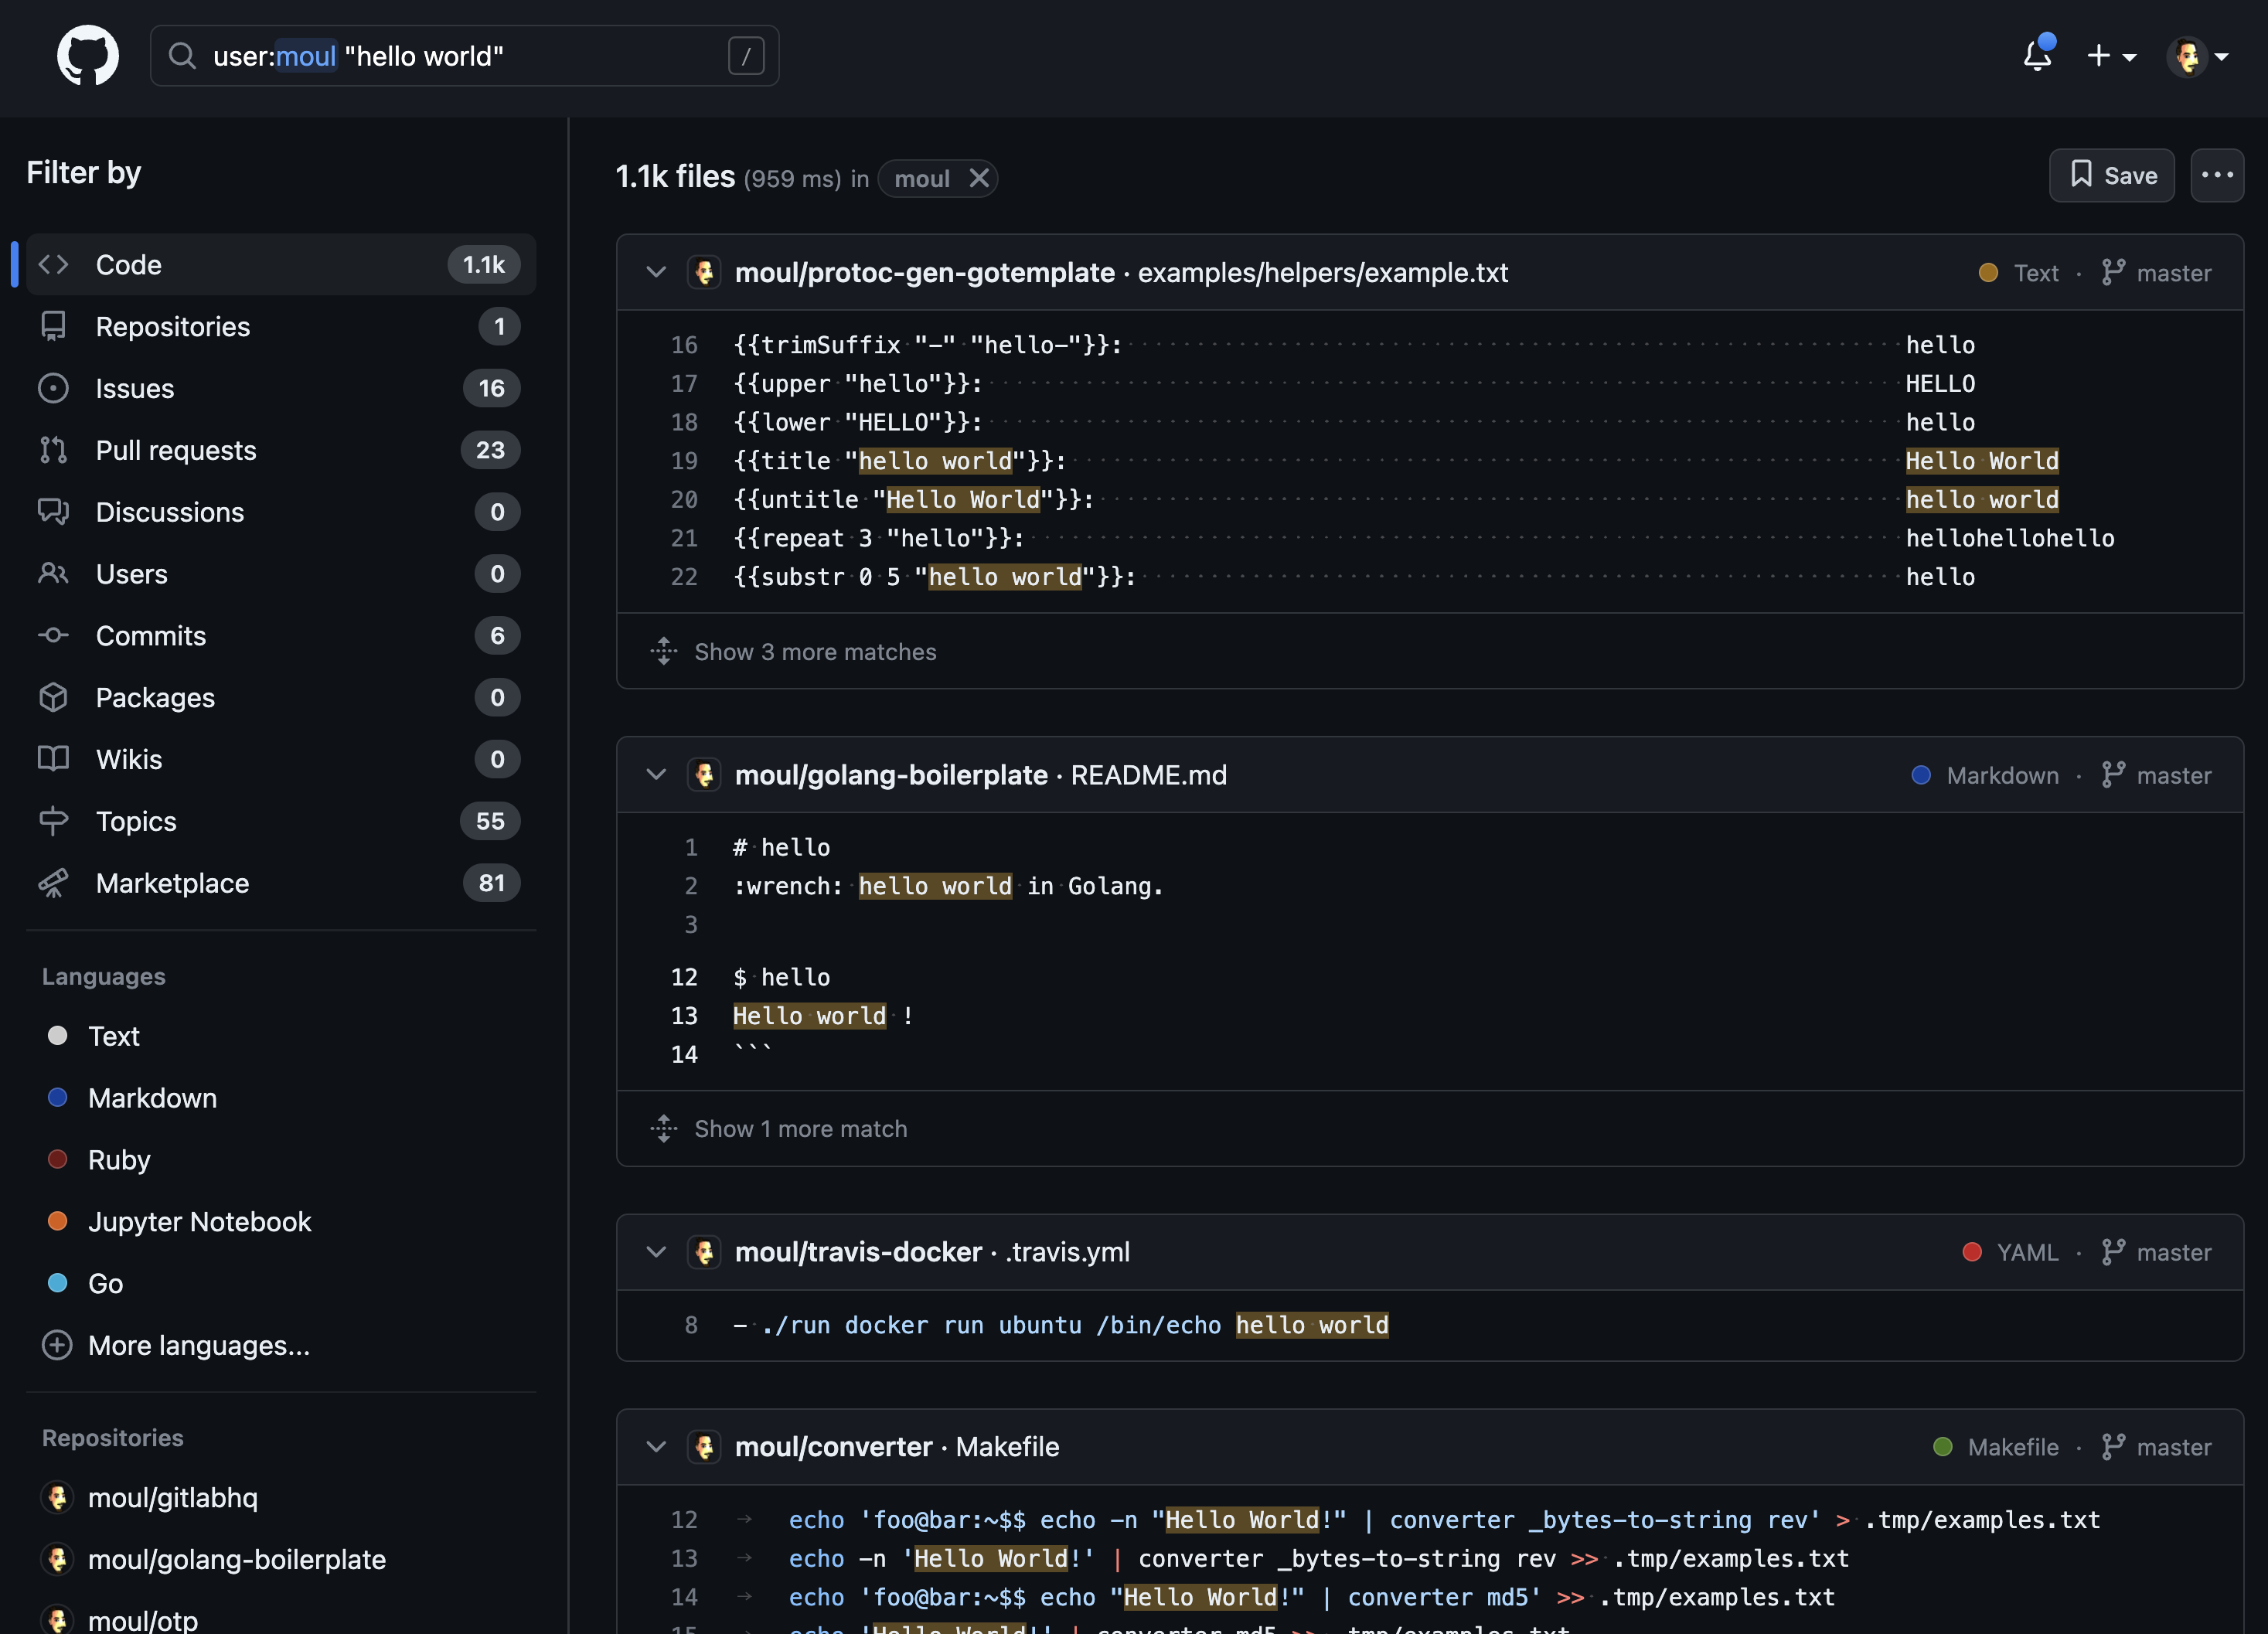 user:moul "hello world"
/
Filter by
Code 1.1k
Repositories 1
Issues 16
Pull requests 23
Discussions 0
Users 0
Commits 6
Packages 0
Wikis 0
Topics 55
Marketplace 81
Languages
Text
Markdown
Ruby
Jupyter Notebook
Go
More languages...
Repositories
moul/gitlabhq
moul/golang-boilerplate
moul/otp
1.1k files (959 ms) in moul
Save
moul/protoc-gen-gotemplate · examples/helpers/example.txt Text · master
16 {{trimSuffix "-" "hello-"}}: hello
17 {{upper "hello"}}: HELLO
18 {{lower "HELLO"}}: hello
19 {{title "hello world"}}: Hello World
20 {{untitle "Hello World"}}: hello world
21 {{repeat 3 "hello"}}: hellohellohello
22 {{substr 0 5 "hello world"}}: hello
Show 3 more matches
moul/golang-boilerplate · README.md Markdown · master
1 # hello
2 :wrench: hello world in Golang.
3
12 $ hello
13 Hello world !
14 ```
Show 1 more match
moul/travis-docker · .travis.yml YAML · master
8 - ./run docker run ubuntu /bin/echo hello world
moul/converter · Makefile Makefile · master
12 echo 'foo@bar:~$$ echo -n "Hello World!" | converter _bytes-to-string rev' > .tmp/examples.txt
13 echo -n 'Hello World!' | converter _bytes-to-string rev >> .tmp/examples.txt
14 echo 'foo@bar:~$$ echo "Hello World!" | converter md5' >> .tmp/examples.txt
15 echo 'Hello World!' | converter md5 >> .tmp/examples.txt